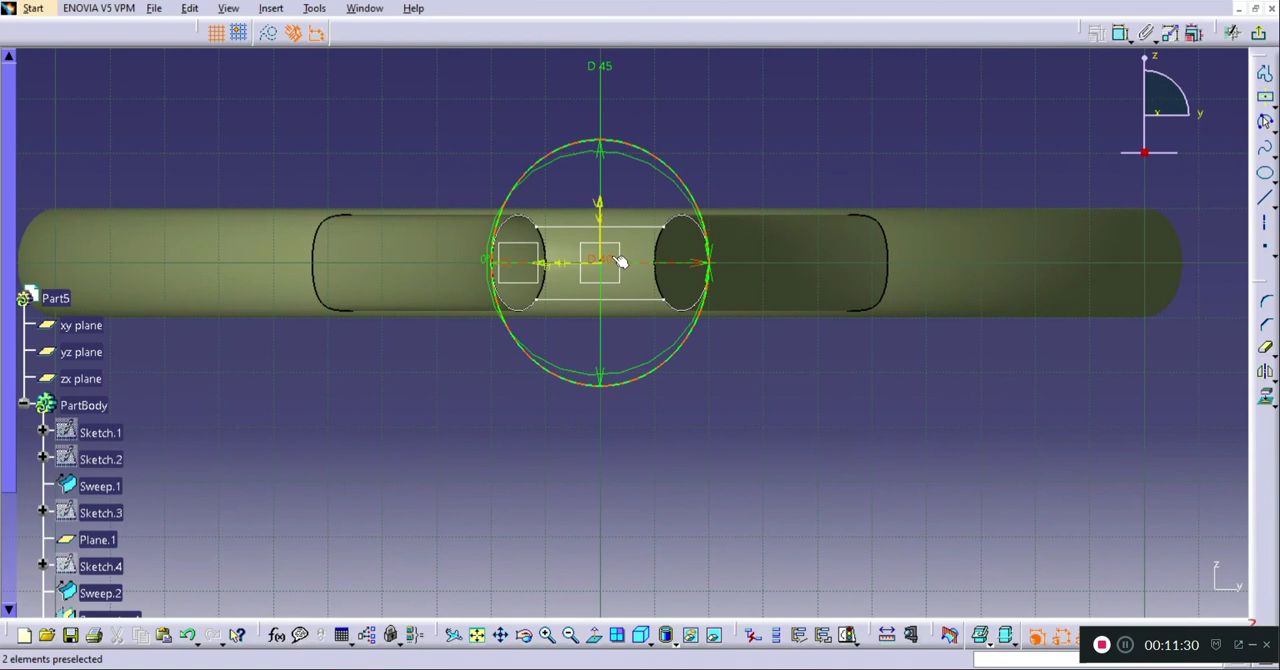 Start ENOVIA V5 VPM File Edit View Insert Tools Window Help
D 45
z
x y
Part5
xy plane
yz plane
zx plane
PartBody
Sketch.1
Sketch.2
Sweep.1
Sketch.3
Plane.1
Sketch.4
Sweep.2
z
y
f(x)
00:11:30
2 elements preselected